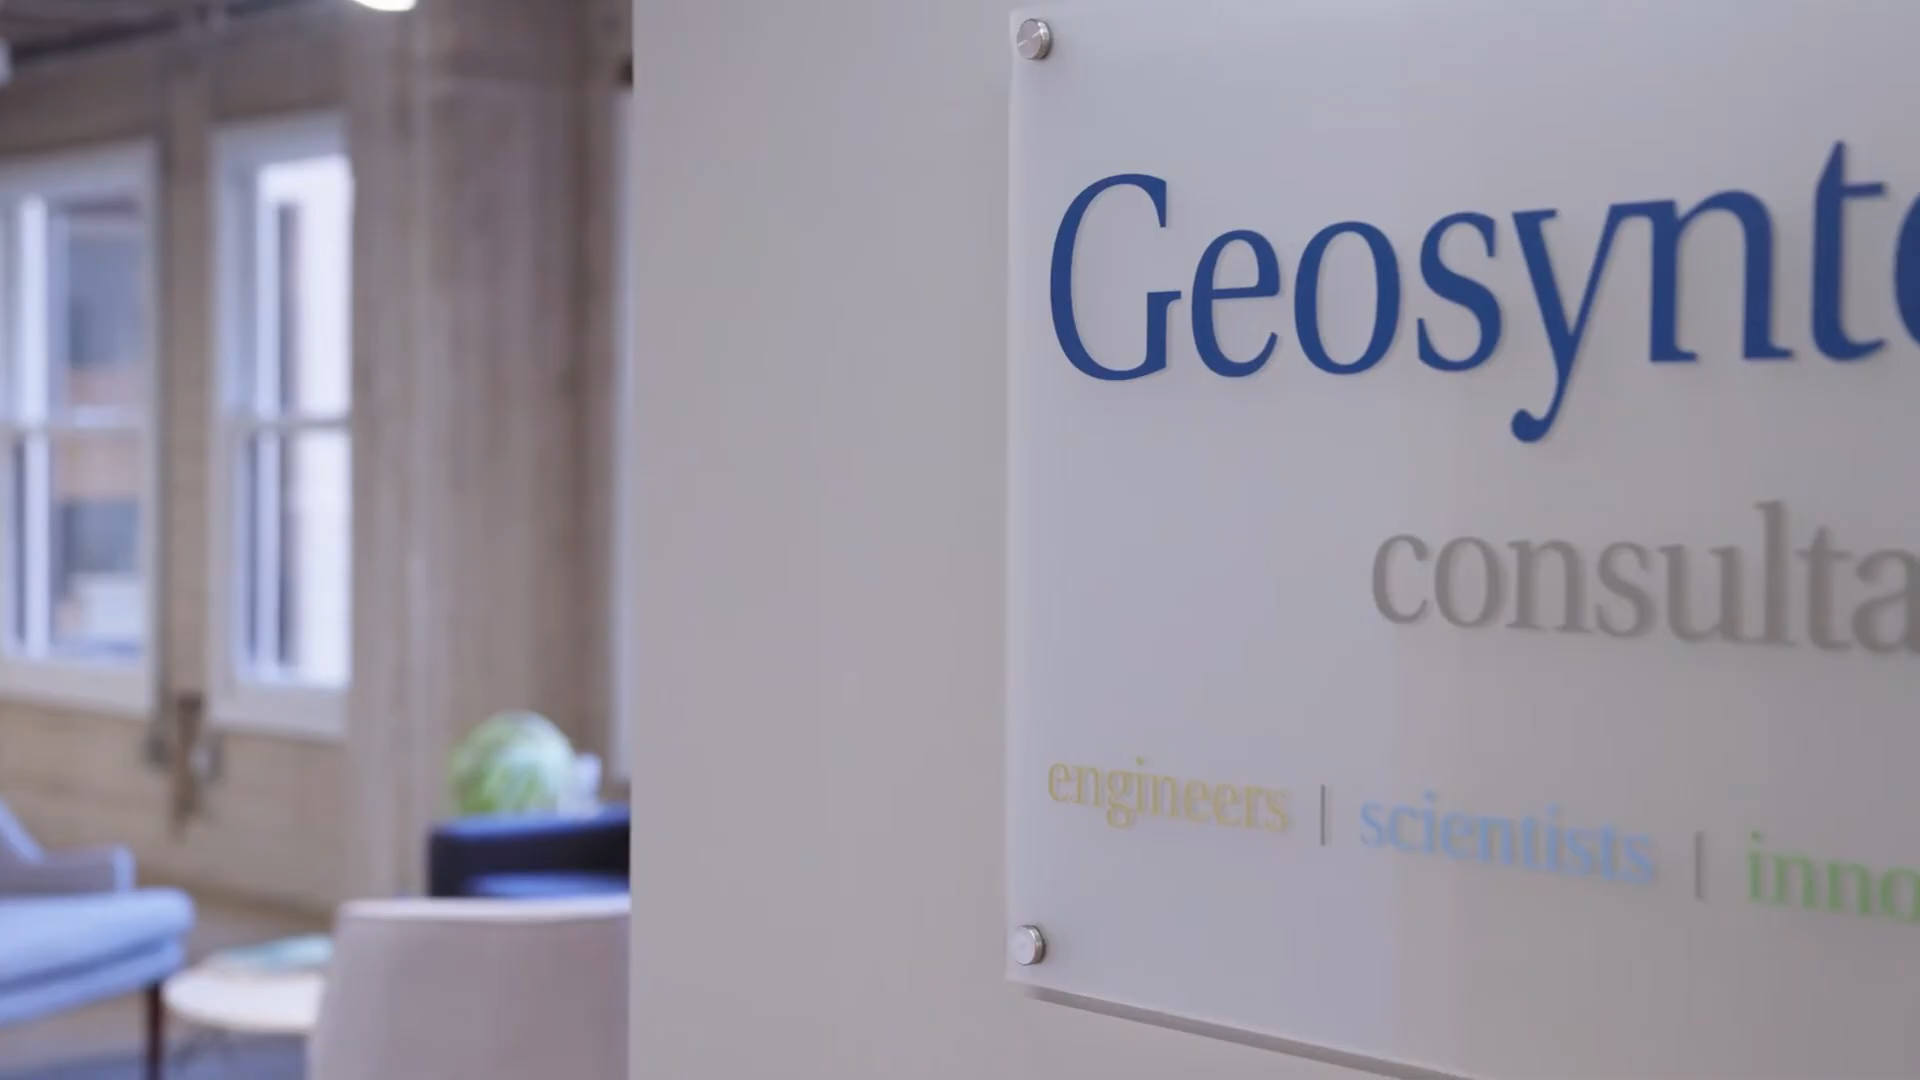 Geosynte
consulta
engineers | scientists | inno